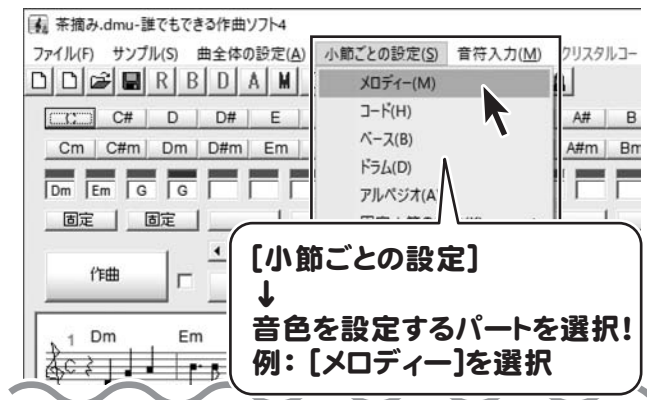 茶摘み.dmu-誰でもできる作曲ソフト4
ファイル(F) サンプル(S) 曲全体の設定(A) 小節ごとの設定(S) 音符入力(M) クリスタルコー
R B D A M
メロディー(M)
C# D D# E A# B
コード(H)
Cm C#m Dm D#m Em A#m Bm
ベース(B)
ドラム(D)
Dm Em G G
アルペジオ(A
固定 固定
作曲
[小節ごとの設定]
↓
音色を設定するパートを選択!
例：[メロディー]を選択
1 Dm Em